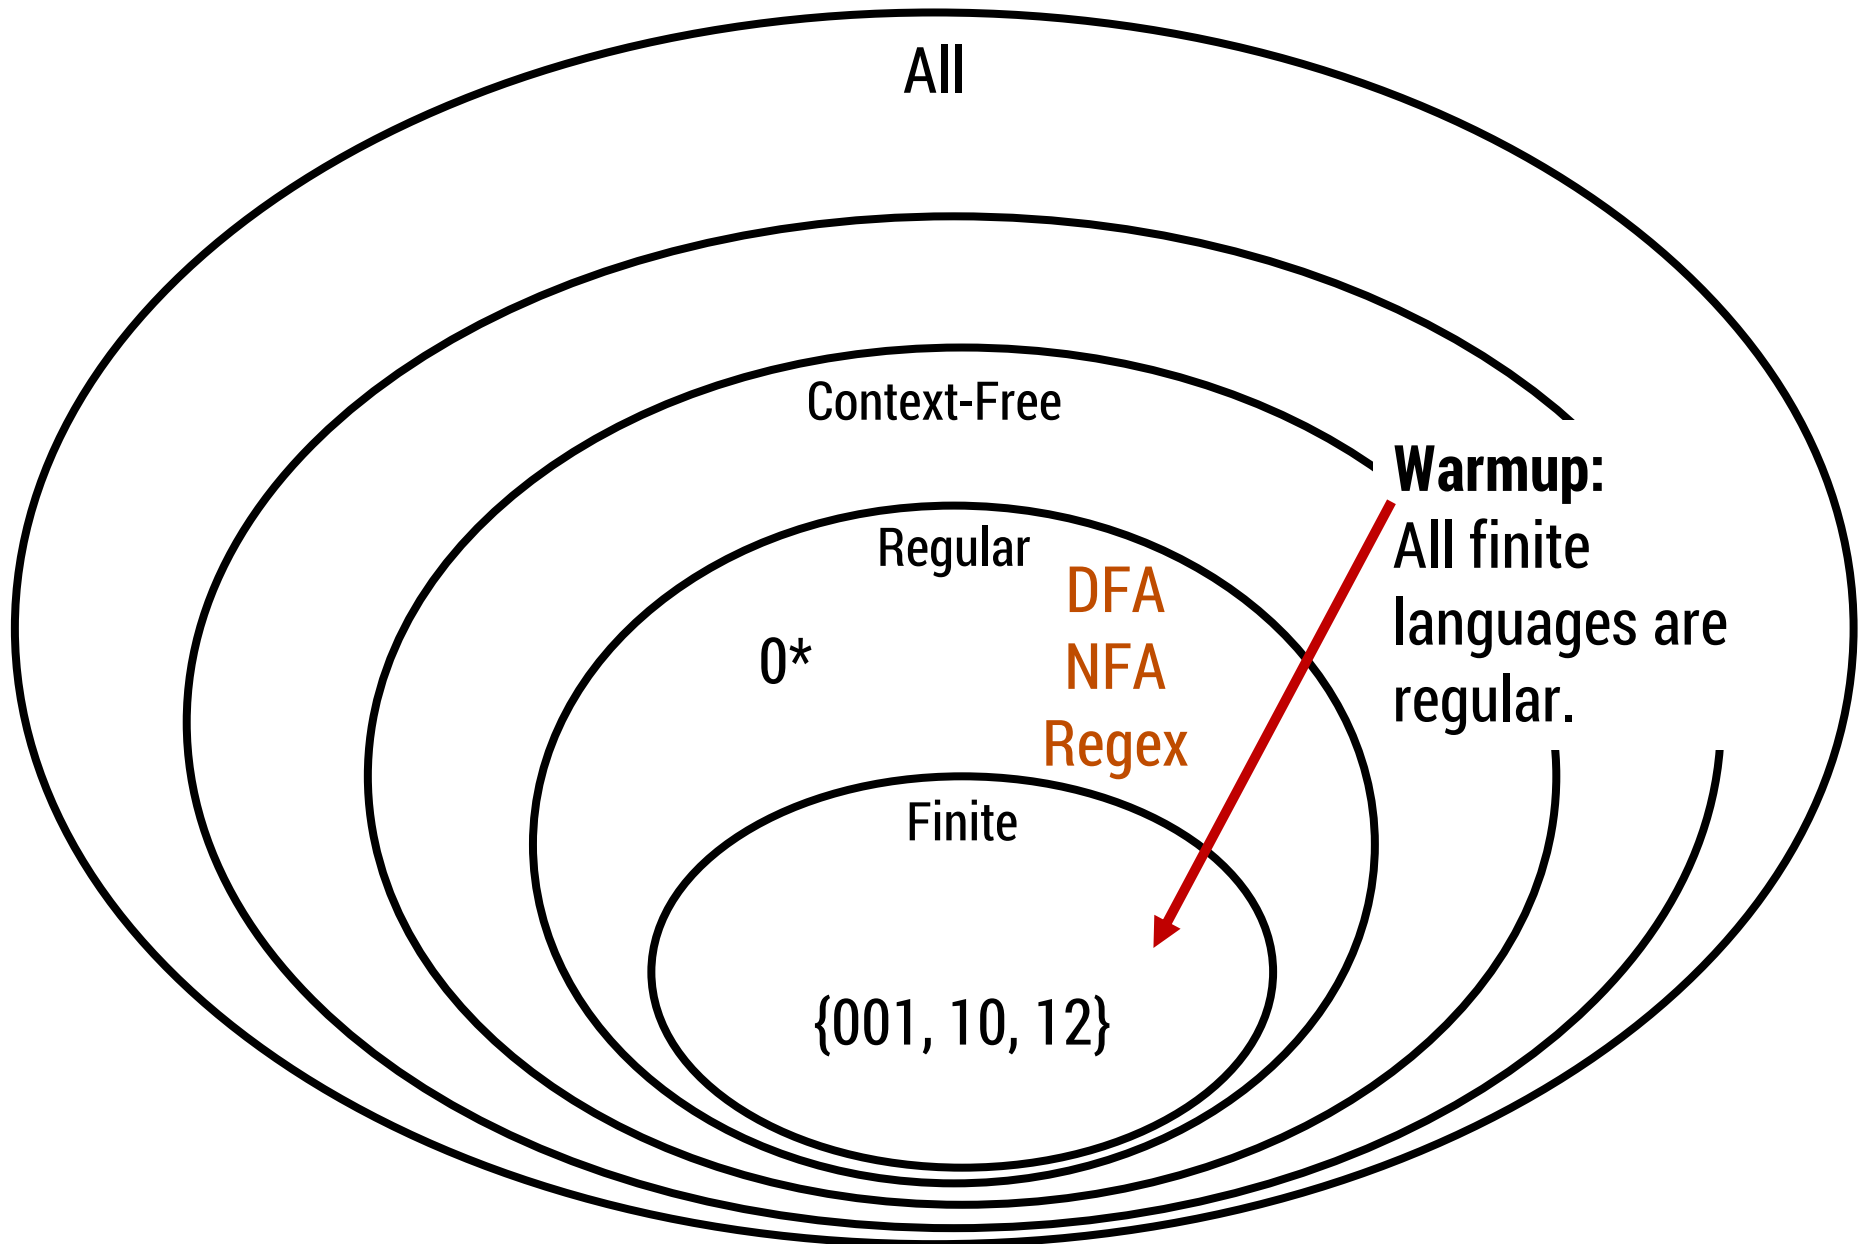 All
Context-Free
Warmup:
All finite
languages are
regular.
Regular
DFA
NFA
Regex
0*
Finite
{001, 10, 12}